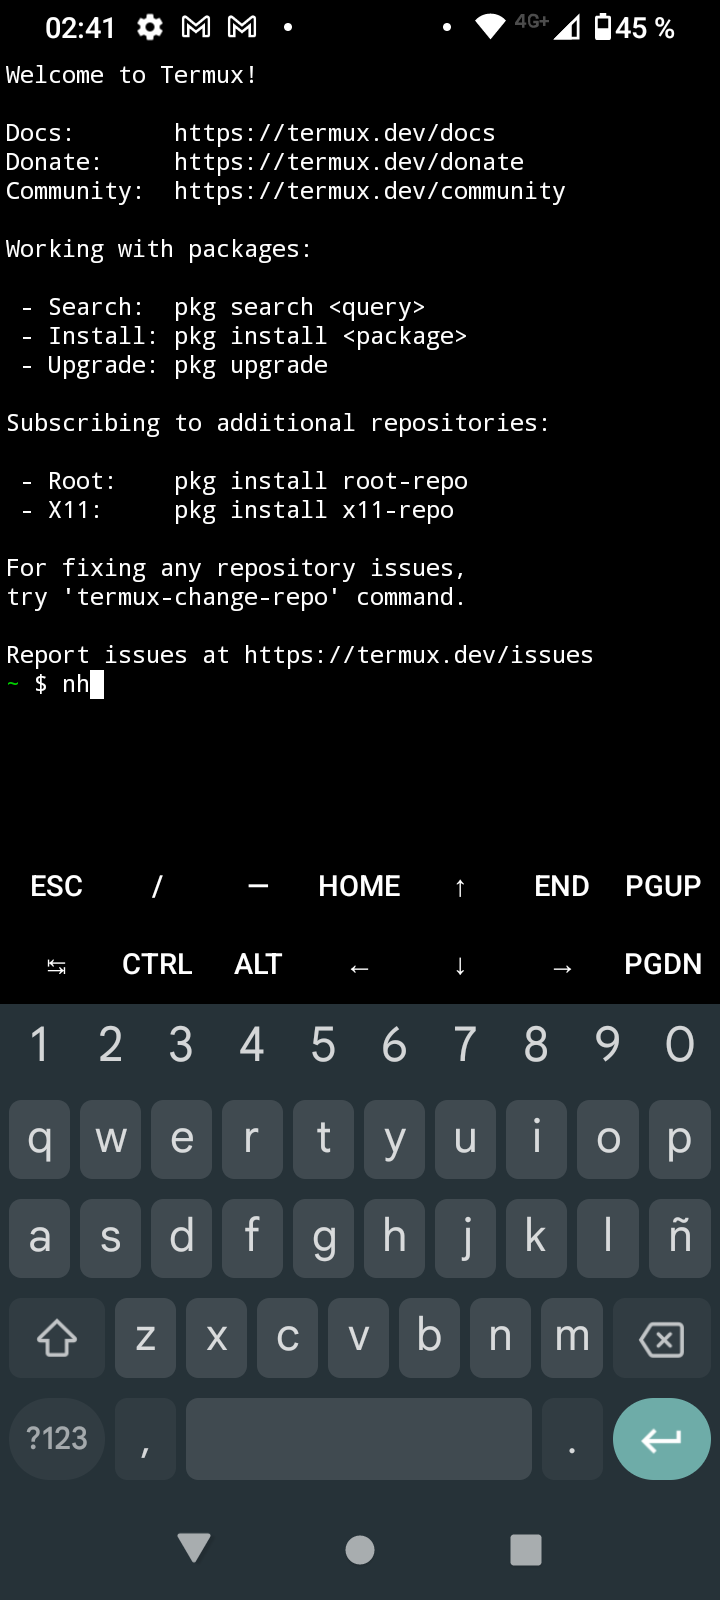 02:41 4G+ 45 %
Welcome to Termux!
Docs:       https://termux.dev/docs
Donate:     https://termux.dev/donate
Community:  https://termux.dev/community
Working with packages:
 - Search:  pkg search <query>
 - Install: pkg install <package>
 - Upgrade: pkg upgrade
Subscribing to additional repositories:
 - Root:    pkg install root-repo
 - X11:     pkg install x11-repo
For fixing any repository issues,
try 'termux-change-repo' command.
Report issues at https://termux.dev/issues
~ $ nh
ESC / — HOME ↑ END PGUP
↹ CTRL ALT ← ↓ → PGDN
1 2 3 4 5 6 7 8 9 0
q w e r t y u i o p
a s d f g h j k l ñ
z x c v b n m
?123 , .